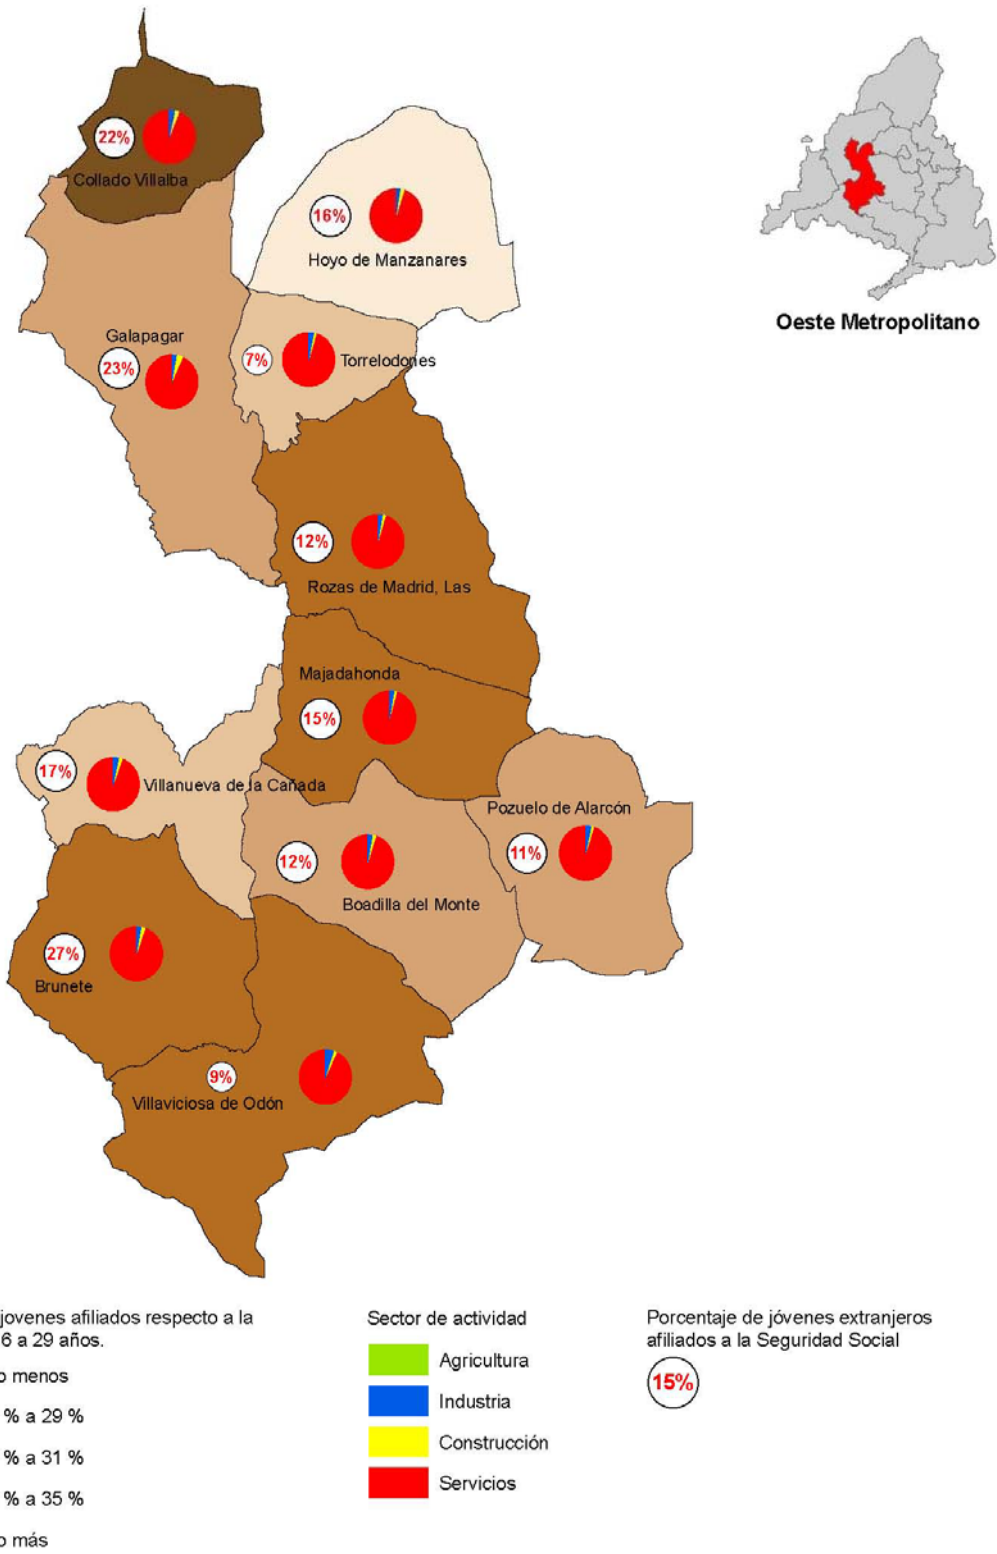 22%
Collado Villalba
16%
Hoyo de Manzanares
Oeste Metropolitano
Galapagar
23%
7%
Torrelodones
12%
Rozas de Madrid, Las
Majadahonda
15%
17%
Villanueva de la Cañada
Pozuelo de Alarcón
11%
12%
Boadilla del Monte
27%
Brunete
9%
Villaviciosa de Odón
jovenes afiliados respecto a la
6 a 29 años.
o menos
% a 29 %
% a 31 %
% a 35 %
o más
Sector de actividad
Agricultura
Industria
Construcción
Servicios
Porcentaje de jóvenes extranjeros
afiliados a la Seguridad Social
15%